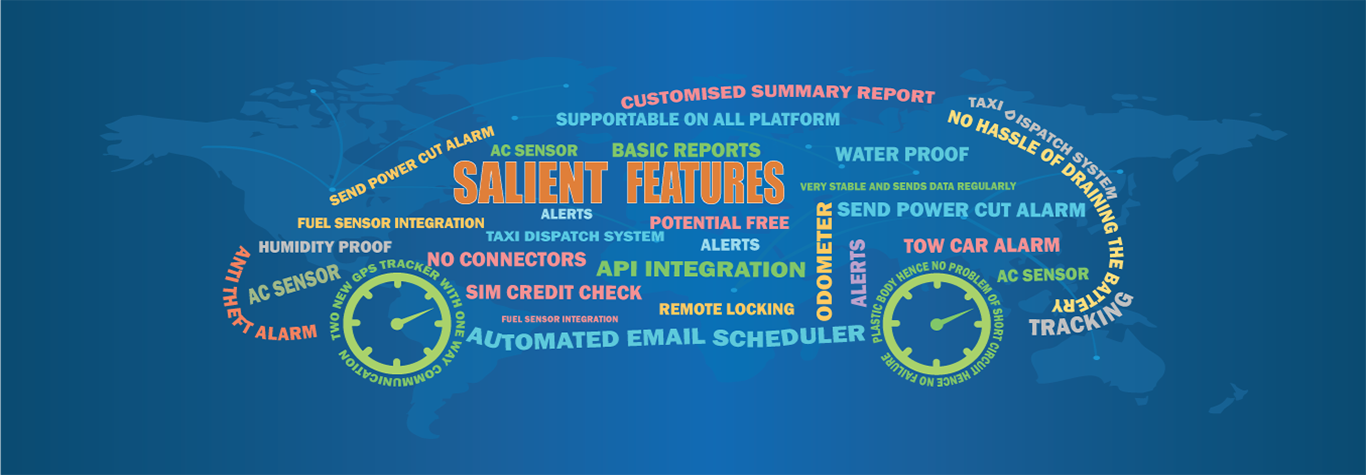 CUSTOMISED SUMMARY REPORT
SUPPORTABLE ON ALL PLATFORM
TAXI DISPATCH SYSTEM
NO HASSLE OF DRAINING THE BATTERY
SEND POWER CUT ALARM
AC SENSOR
BASIC REPORTS
WATER PROOF
SALIENT FEATURES
VERY STABLE AND SENDS DATA REGULARLY
FUEL SENSOR INTEGRATION
ALERTS
POTENTIAL FREE
ODOMETER
SEND POWER CUT ALARM
HUMIDITY PROOF
TAXI DISPATCH SYSTEM
ALERTS
ALERTS
TOW CAR ALARM
ANTI THEFT ALARM
AC SENSOR
NO CONNECTORS
API INTEGRATION
AC SENSOR
TWO NEW GPS TRACKER WITH ONE WAY COMMUNICATION
SIM CREDIT CHECK
REMOTE LOCKING
PLASTIC BODY HENCE NO PROBLEM OF SHORT CIRCUIT HENCE NO FAILURE
TRACKING
FUEL SENSOR INTEGRATION
AUTOMATED EMAIL SCHEDULER